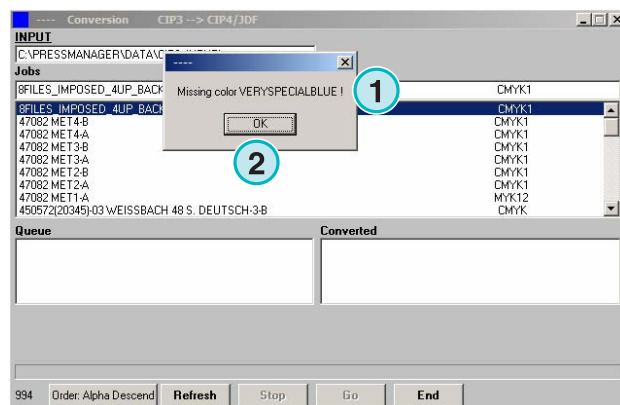 ---- Conversion CIP3 --> CIP4/JDF
INPUT
C:\PRESSMANAGER\DATA\
Jobs
8FILES_IMPOSED_4UP_BACK CMYK1
8FILES_IMPOSED_4UP_BACK CMYK1
47082 MET4-B CMYK1
47082 MET4-A CMYK1
47082 MET3-B CMYK1
47082 MET3-A CMYK1
47082 MET2-B CMYK1
47082 MET2-A CMYK1
47082 MET1-A MYK12
450572(20345)-03 WEISSBACH 48 S. DEUTSCH-3-B CMYK
----
Missing color VERYSPECIALBLUE !
OK
1
2
Queue Converted
994 Order: Alpha Descend Refresh Stop Go End